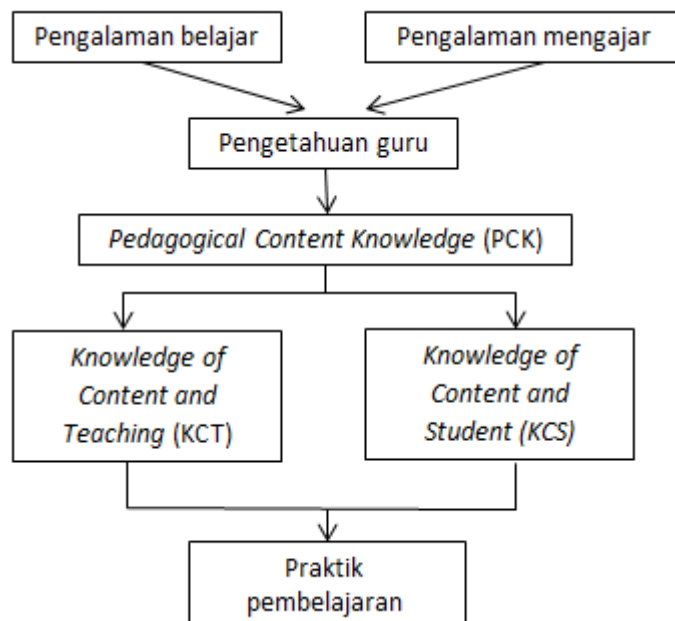 Pengalaman belajar
Pengalaman mengajar
Pengetahuan guru
Pedagogical Content Knowledge (PCK)
Knowledge of
Content and
Teaching (KCT)
Knowledge of
Content and
Student (KCS)
Praktik
pembelajaran